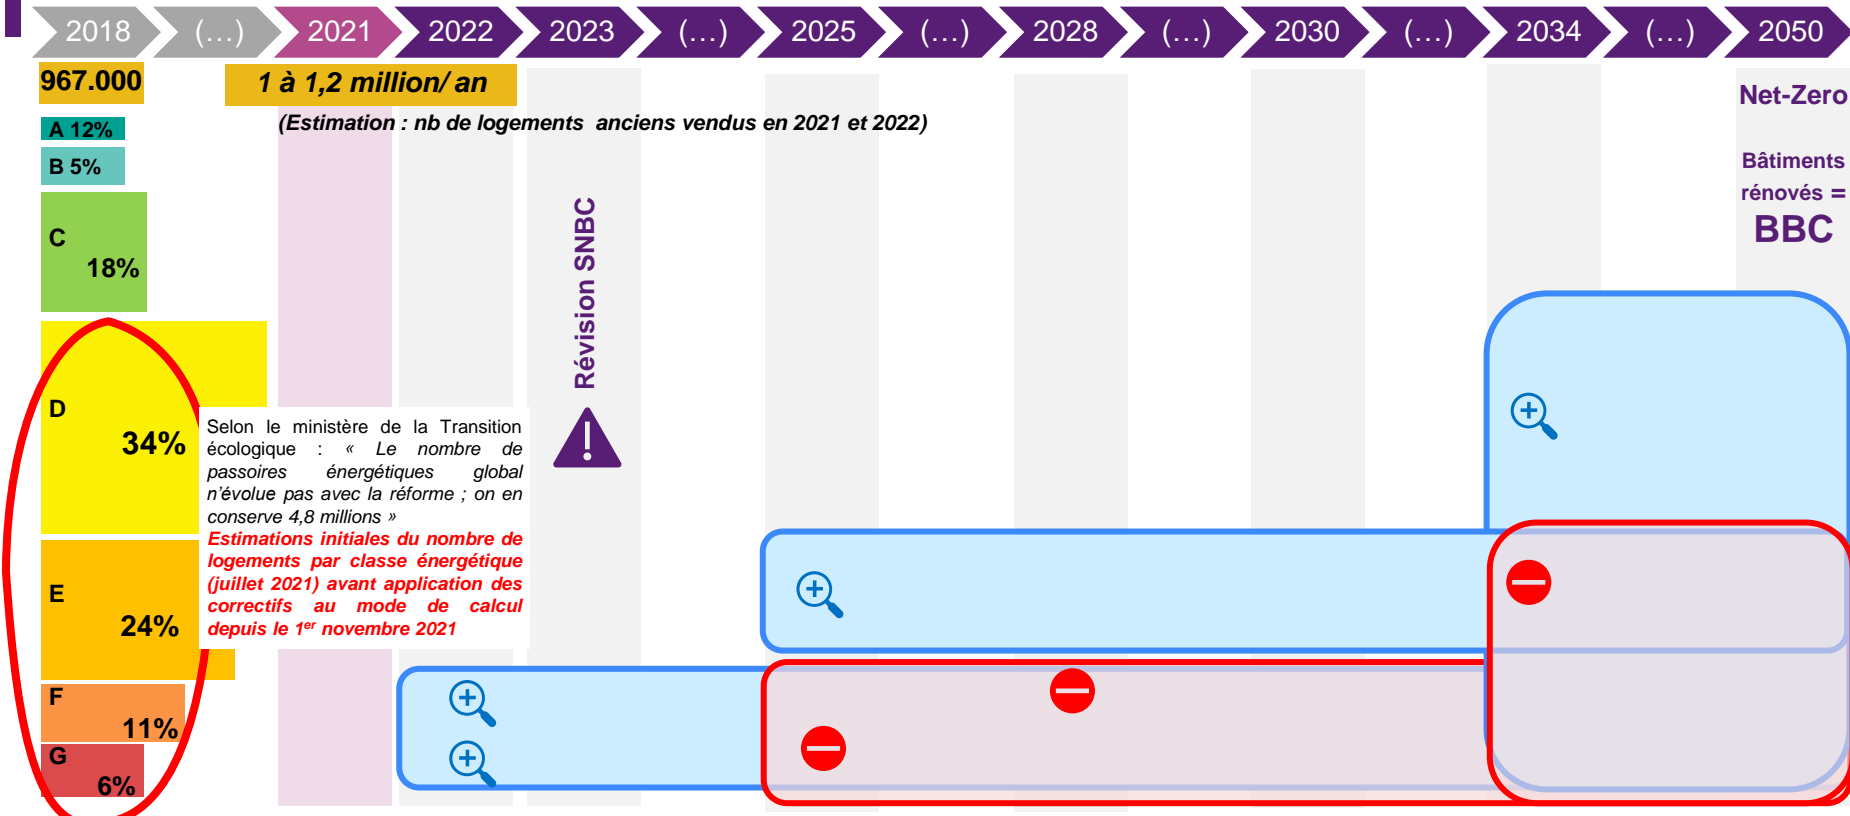 2018 (…) 2021 2022 2023 (…) 2025 (…) 2028 (…) 2030 (…) 2034 (…) 2050
967.000
1 à 1,2 million/ an
(Estimation : nb de logements anciens vendus en 2021 et 2022)
A 12%
B 5%
C
18%
D
34%
E
24%
F
11%
G
6%
Selon le ministère de la Transition
écologique : « Le nombre de
passoires énergétiques global
n’évolue pas avec la réforme ; on en
conserve 4,8 millions »
Estimations initiales du nombre de
logements par classe énergétique
(juillet 2021) avant application des
correctifs au mode de calcul
depuis le 1er novembre 2021
Révision SNBC
Net-Zero
Bâtiments
rénovés =
BBC